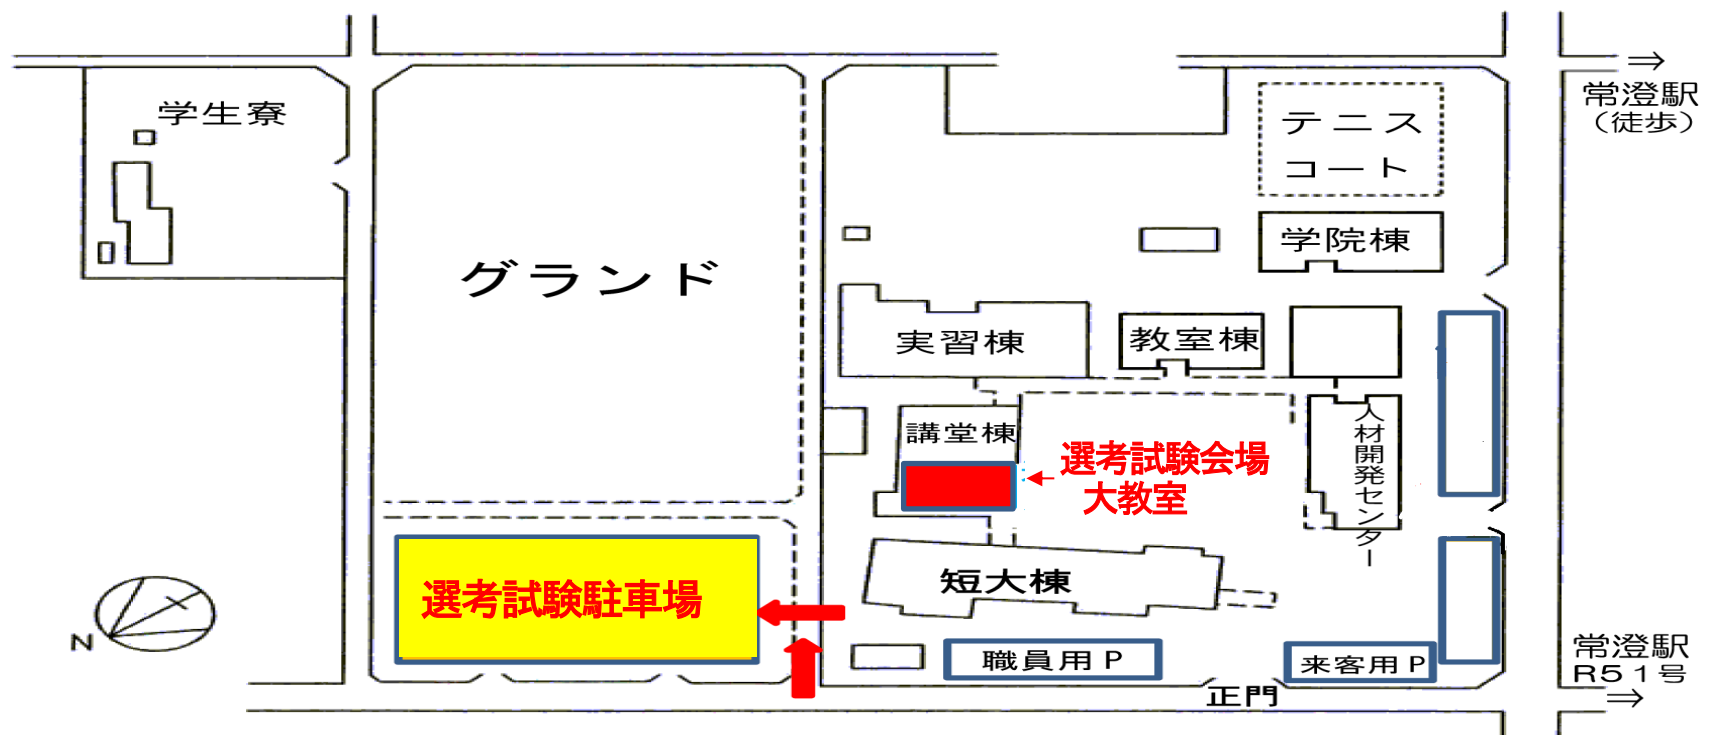 ⇒
常澄駅
（徒歩）
学生寮
テニス
コート
学院棟
グランド
実習棟
教室棟
講堂棟
選考試験会場
大教室
人材開発センター
選考試験駐車場
短大棟
N
職員用P
来客用P
正門
常澄駅
R51号
⇒